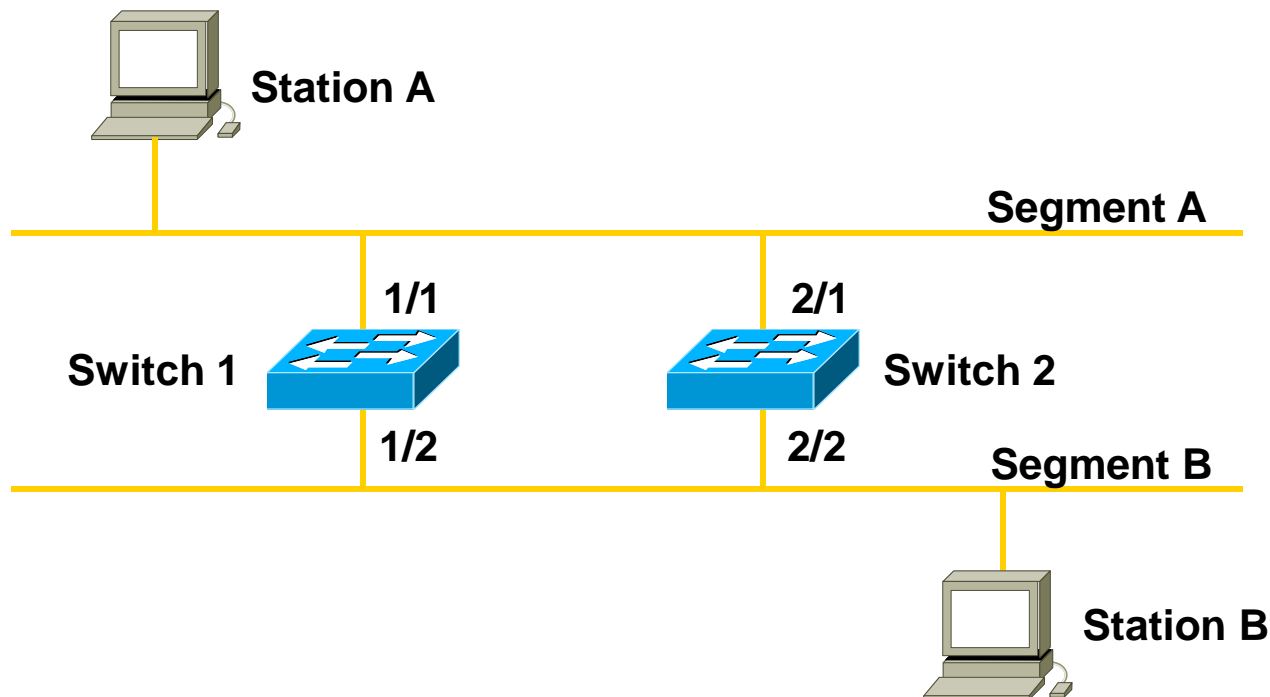 Station A
Segment A
1/1
2/1
Switch 1
Switch 2
1/2
2/2
Segment B
Station B